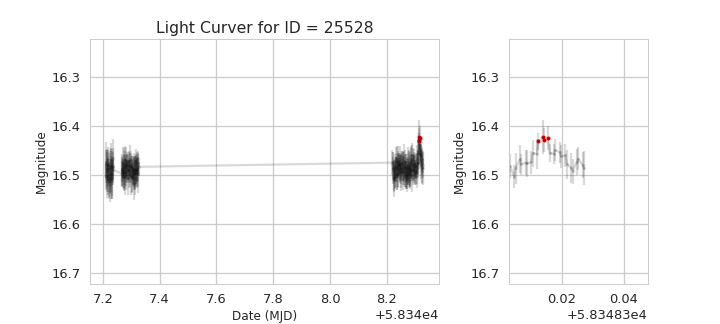 Light Curver for ID = 25528
16.3
16.4
16.5
16.6
16.7
Magnitude
7.2 7.4 7.6 7.8 8.0 8.2
Date (MJD)
+5.834e4
16.3
16.4
16.5
16.6
16.7
Magnitude
0.02 0.04
+5.83483e4